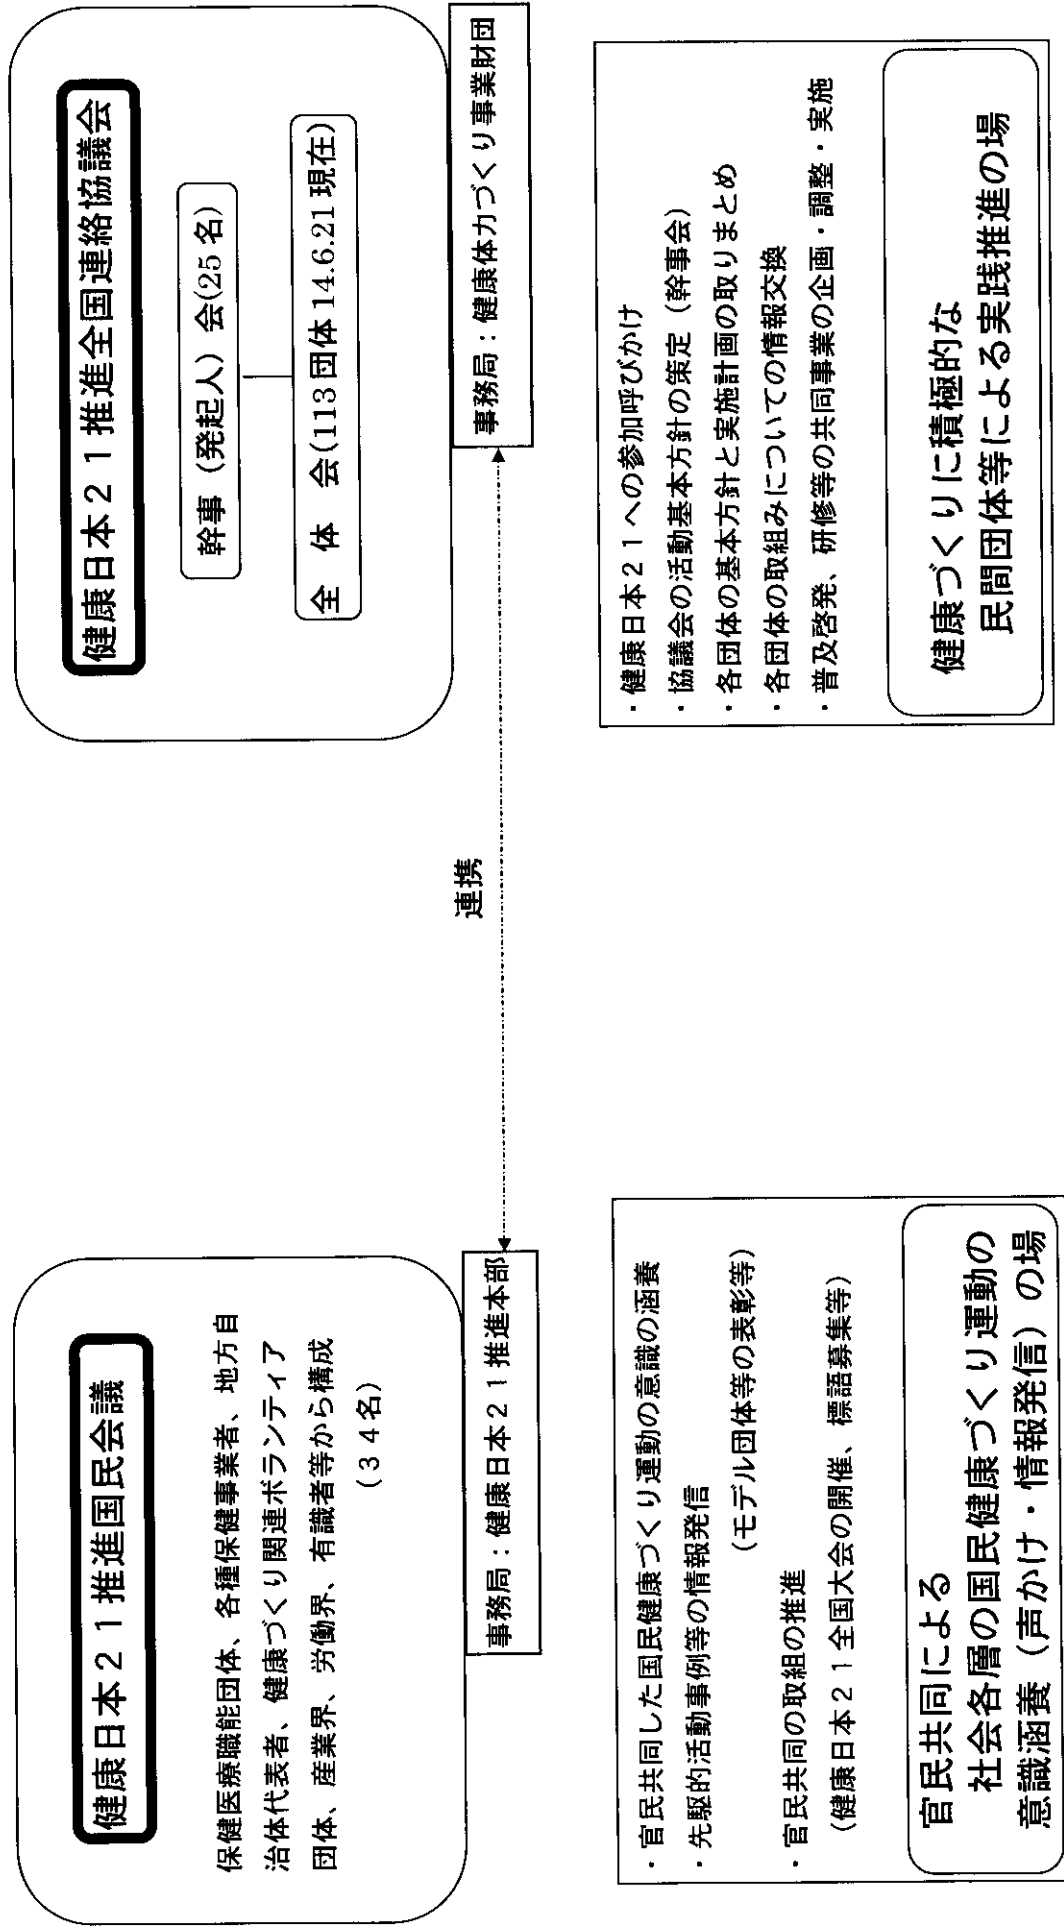 健康日本２１推進国民会議
保健医療職能団体、各種保健事業者、地方自
治体代表者、健康づくり関連ボランティア
団体、産業界、労働界、有識者等から構成
(３４名)
事務局：健康日本２１推進本部
・官民共同した国民健康づくり運動の意識の涵養
・先駆的活動事例等の情報発信
(モデル団体等の表彰等)
・官民共同の取組の推進
(健康日本２１全国大会の開催、標語募集等)
官民共同による
社会各層の国民健康づくり運動の
意識涵養（声かけ・情報発信）の場
連携
健康日本２１推進全国連絡協議会
幹事（発起人）会(25名)
全　体　会(113団体14.6.21現在)
事務局：健康体力づくり事業財団
・健康日本２１への参加呼びかけ
・協議会の活動基本方針の策定（幹事会）
・各団体の基本方針と実施計画の取りまとめ
・各団体の取組みについての情報交換
・普及啓発、研修等の共同事業の企画・調整・実施
健康づくりに積極的な
民間団体等による実践推進の場